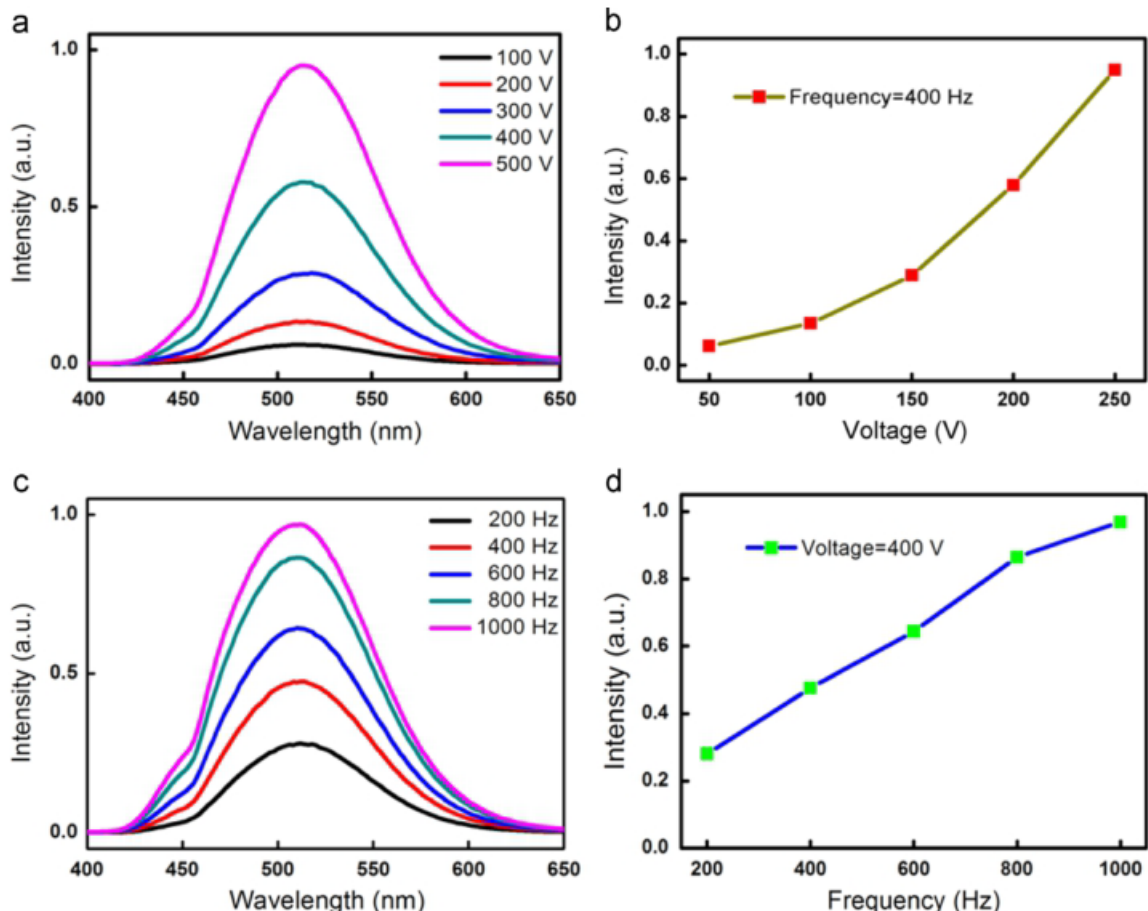 a
1.0
0.5
0.0
Intensity (a.u.)
100 V
200 V
300 V
400 V
500 V
400 450 500 550 600 650
Wavelength (nm)
b
1.0
0.8
0.6
0.4
0.2
0.0
Intensity (a.u.)
Frequency=400 Hz
50 100 150 200 250
Voltage (V)
c
1.0
0.5
0.0
Intensity (a.u.)
200 Hz
400 Hz
600 Hz
800 Hz
1000 Hz
400 450 500 550 600 650
Wavelength (nm)
d
1.0
0.8
0.6
0.4
0.2
0.0
Intensity (a.u.)
Voltage=400 V
200 400 600 800 1000
Frequency (Hz)